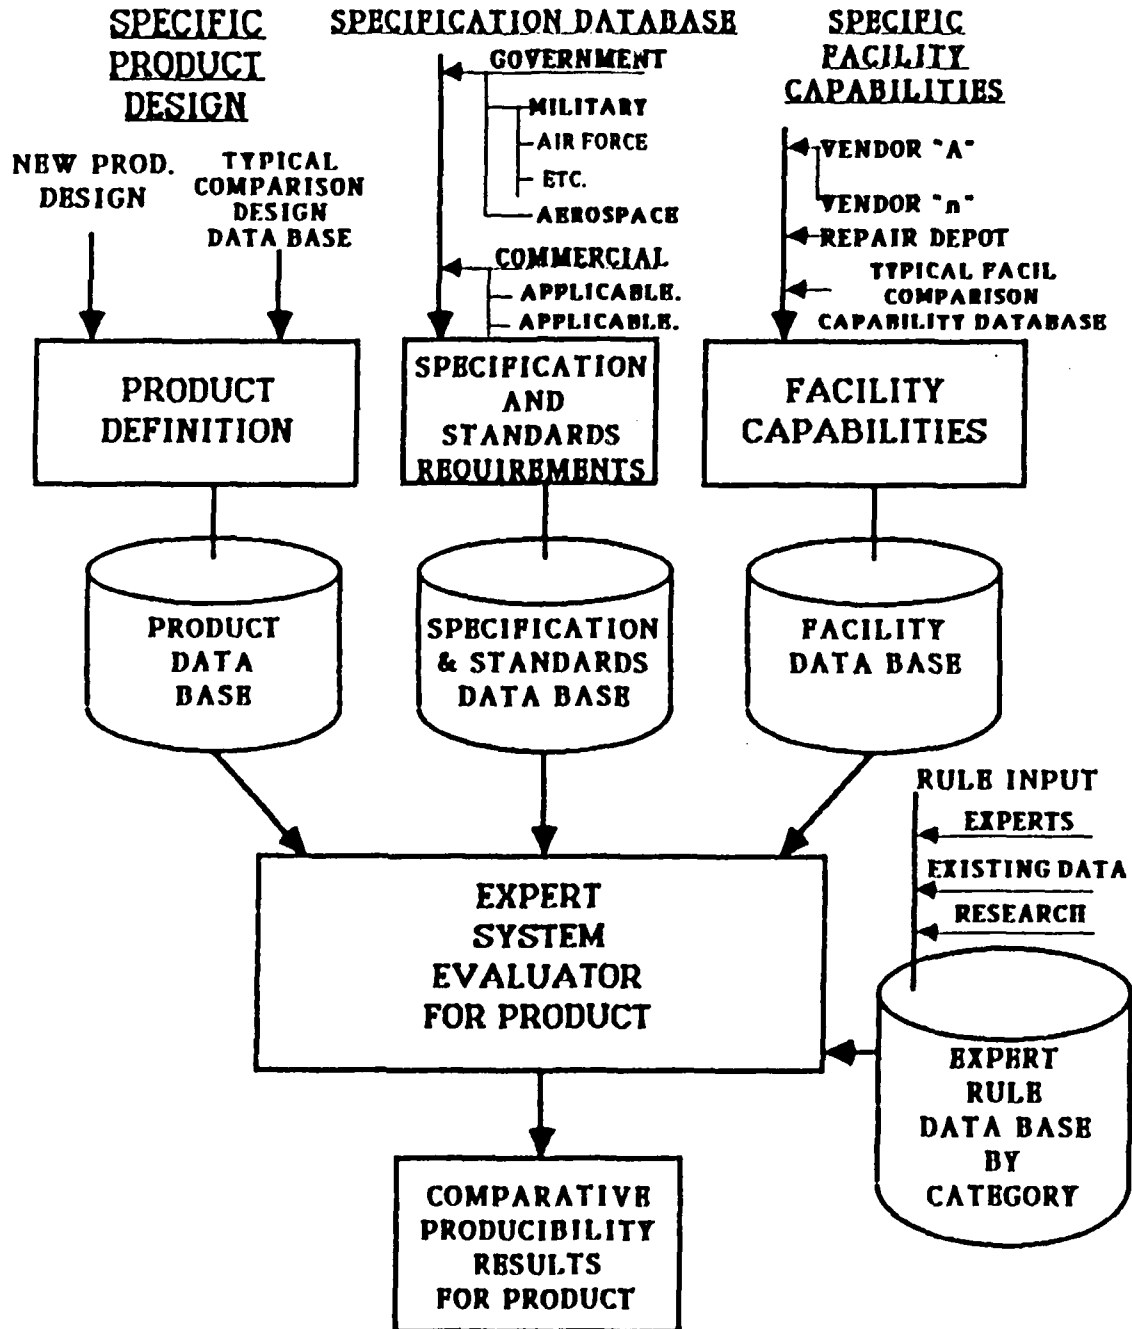 SPECIFIC
PRODUCT
DESIGN
NEW PROD.
DESIGN
TYPICAL
COMPARISON
DESIGN
DATA BASE
SPECIFICATION DATABASE
GOVERNMENT
MILITARY
AIR FORCE
ETC.
AEROSPACE
COMMERCIAL
APPLICABLE.
APPLICABLE.
SPECIFIC
FACILITY
CAPABILITIES
VENDOR "A"
VENDOR "n"
REPAIR DEPOT
TYPICAL FACIL
COMPARISON
CAPABILITY DATABASE
PRODUCT
DEFINITION
SPECIFICATION
AND
STANDARDS
REQUIREMENTS
FACILITY
CAPABILITIES
PRODUCT
DATA
BASE
SPECIFICATION
& STANDARDS
DATA BASE
FACILITY
DATA BASE
RULE INPUT
EXPERTS
EXISTING DATA
RESEARCH
EXPERT
SYSTEM
EVALUATOR
FOR PRODUCT
EXPERT
RULE
DATA BASE
BY
CATEGORY
COMPARATIVE
PRODUCIBILITY
RESULTS
FOR PRODUCT